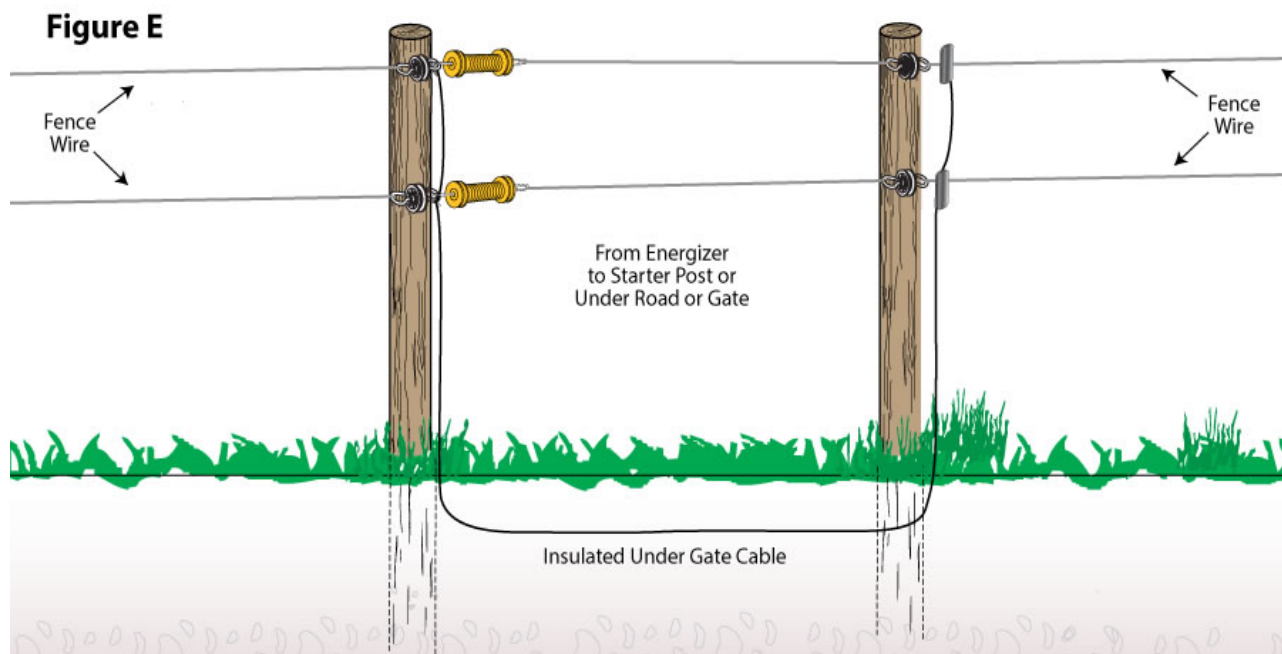 Figure E
Fence
Wire
Fence
Wire
From Energizer
to Starter Post or
Under Road or Gate
Insulated Under Gate Cable